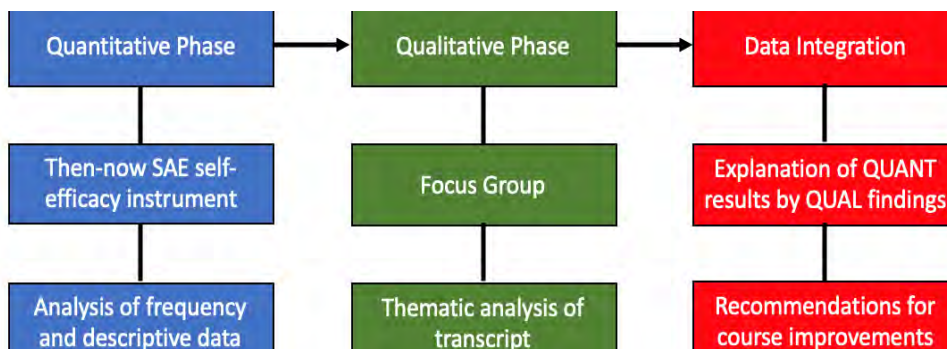 Quantitative Phase
Qualitative Phase
Data Integration
Then-now SAE self-
efficacy instrument
Focus Group
Explanation of QUANT
results by QUAL findings
Analysis of frequency
and descriptive data
Thematic analysis of
transcript
Recommendations for
course improvements